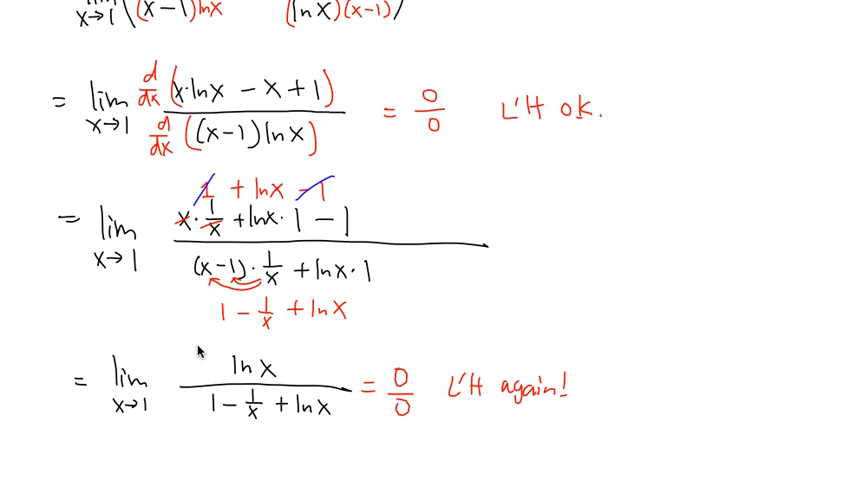 lim x→1 ((x−1)lnx (lnx)(x−1))
= lim x→1 d/dx (x·lnx − x + 1) / d/dx ((x−1)lnx) = 0/0 L'H ok.
1 + lnx − 1
= lim x→1 (x·1/x + lnx·1 − 1) / ((x−1)·1/x + lnx·1)
1 − 1/x + lnx
= lim x→1 lnx / (1 − 1/x + lnx) = 0/0 L'H again!